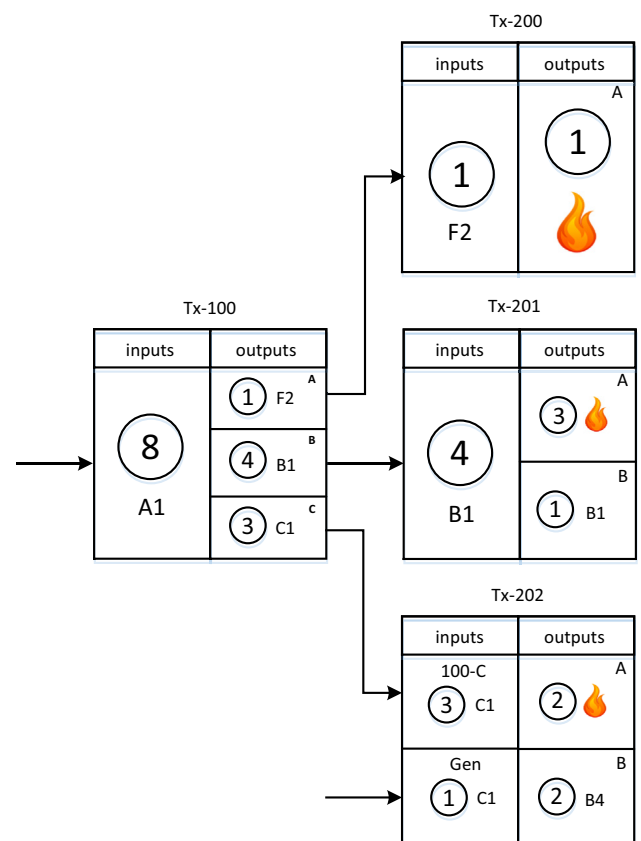 Tx-200
inputs outputs
A
1 1
F2
Tx-100
inputs outputs
A
1 F2
8
A1
B
4 B1
C
3 C1
Tx-201
inputs outputs
A
3
4
B1
B
1 B1
Tx-202
inputs outputs
100-C A
3 C1 2
Gen B
1 C1 2 B4